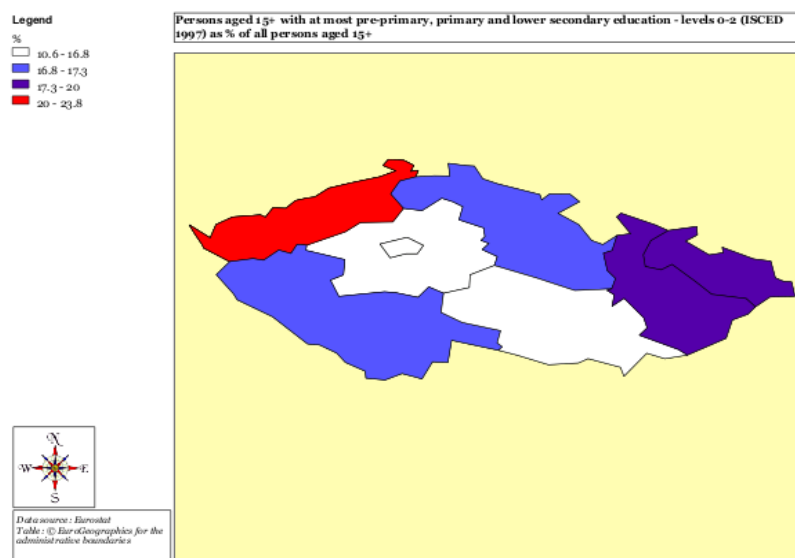 Legend
%
10.6 - 16.8
16.8 - 17.3
17.3 - 20
20 - 23.8
Persons aged 15+ with at most pre-primary, primary and lower secondary education - levels 0-2 (ISCED
1997) as % of all persons aged 15+
N
W E
S
Data source : Eurostat
Table : © EuroGeographics for the
administrative boundaries